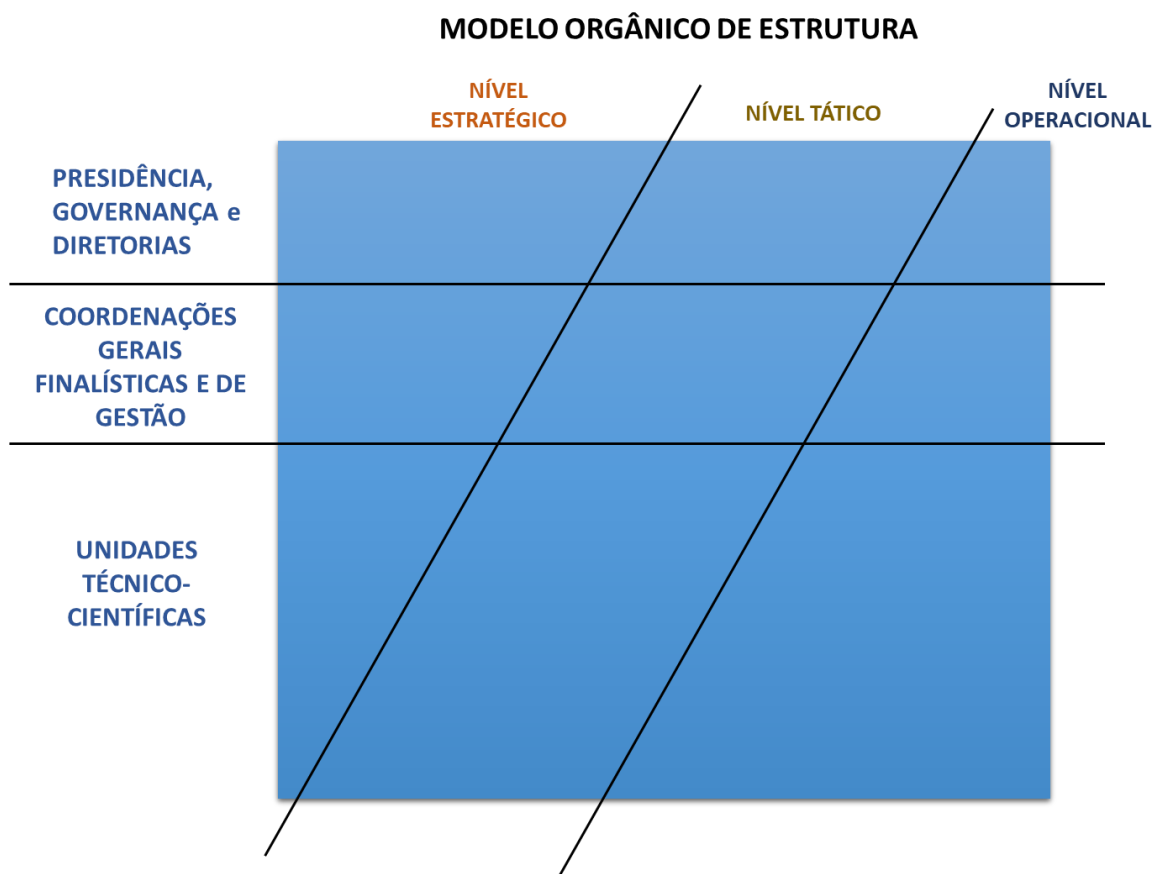 MODELO ORGÂNICO DE ESTRUTURA
NÍVEL
ESTRATÉGICO
NÍVEL TÁTICO
NÍVEL
OPERACIONAL
PRESIDÊNCIA,
GOVERNANÇA e
DIRETORIAS
COORDENAÇÕES
GERAIS
FINALÍSTICAS E DE
GESTÃO
UNIDADES
TÉCNICO-
CIENTÍFICAS